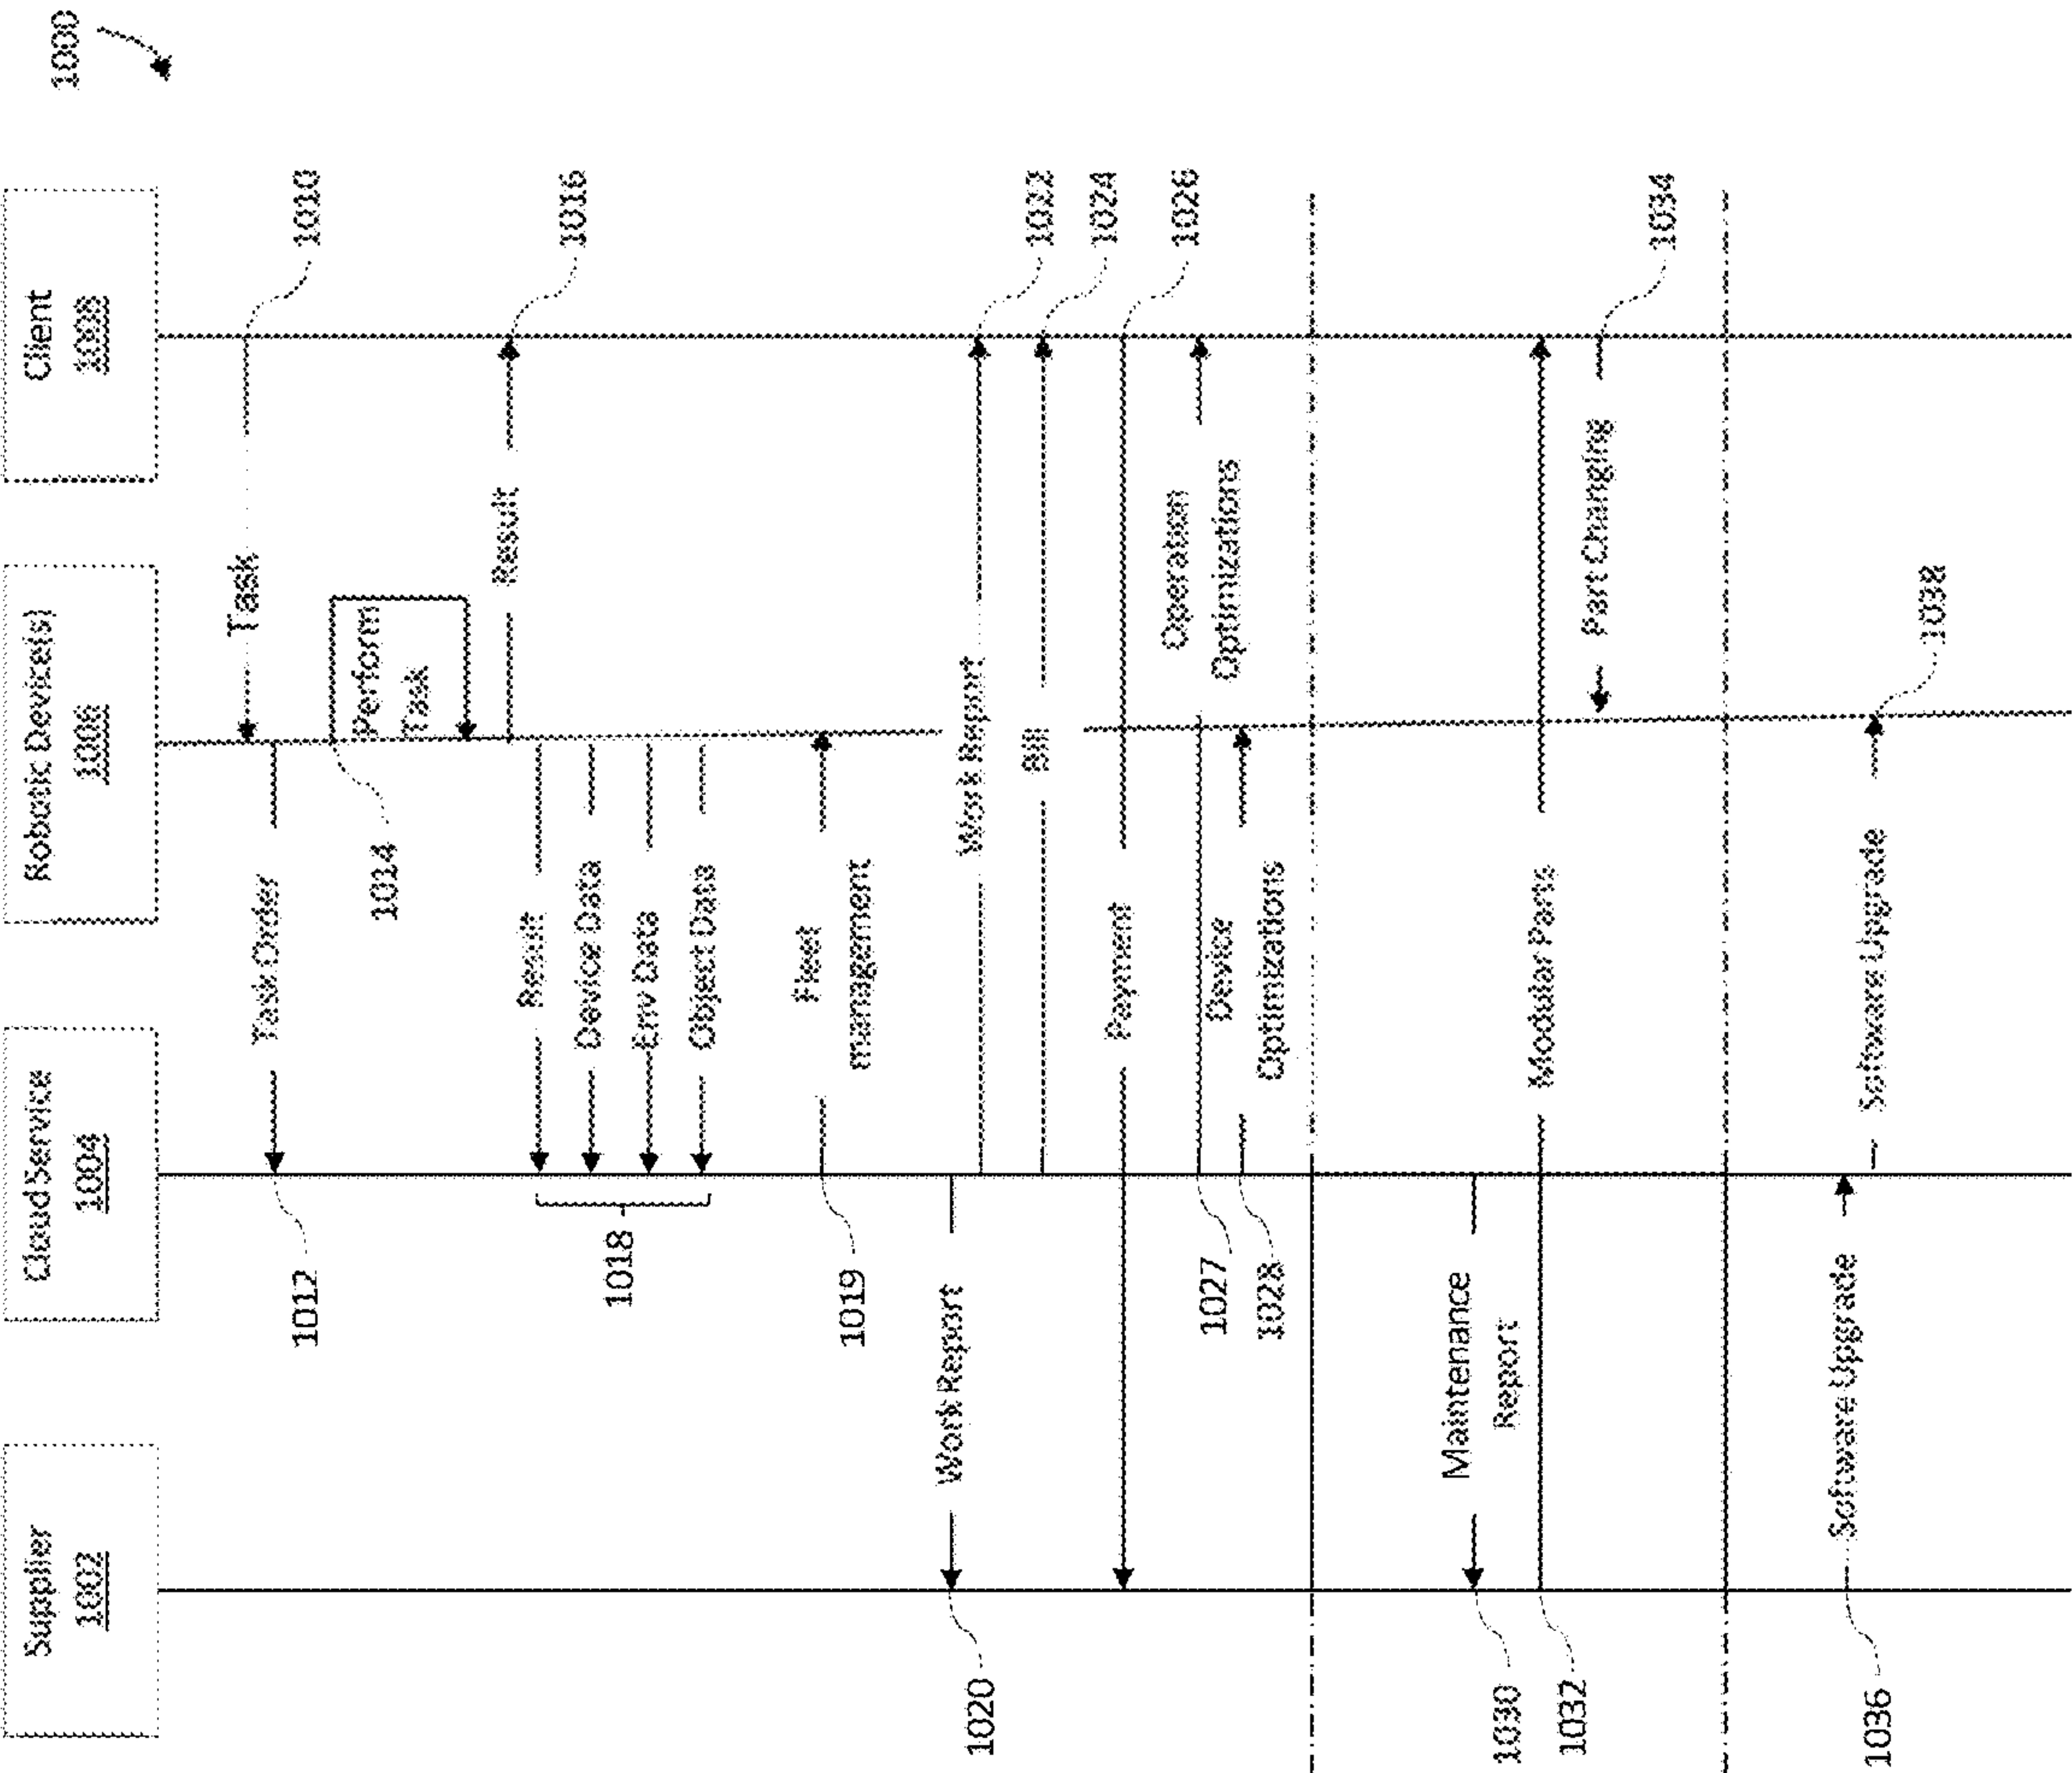 1000
Supplier
1002
Cloud Service
1004
Robotic Device(s)
1006
Client
1008
Task
1010
Task Order
1012
Perform
Task
1014
Result
1016
Result
Device Data
Env Data
Object Data
1018
Fleet
management
1019
Work Report
1020
Work Report
1022
Bill
1024
Payment
1026
Operation
Optimizations
1027
Device
Optimizations
1028
Maintenance
Report
1030
Modular Parts
1032
Part Changing
1034
Software Upgrade
1036
Software Upgrade
1038